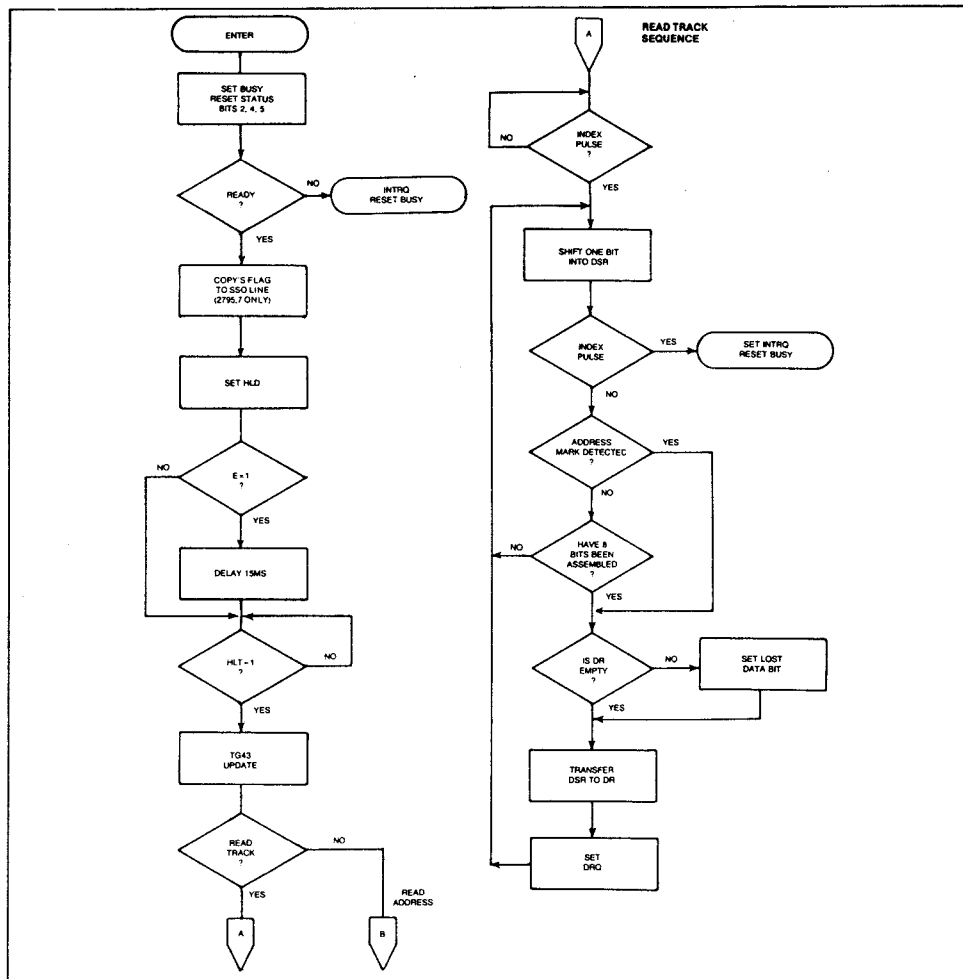 ENTER
SET BUSY
RESET STATUS
BITS 2, 4, 5
READY
?
NO
INTRQ
RESET BUSY
YES
COPY'S FLAG
TO SSO LINE
(2795,7 ONLY)
SET HLD
NO
E = 1
?
YES
DELAY 15MS
HLT = 1
?
NO
YES
TG43
UPDATE
READ
TRACK
?
NO
YES
READ
ADDRESS
A
B
A
READ TRACK
SEQUENCE
NO
INDEX
PULSE
?
YES
SHIFT ONE BIT
INTO DSR
INDEX
PULSE
YES
SET INTRQ
RESET BUSY
NO
ADDRESS
MARK DETECTED
?
YES
NO
NO
HAVE 8
BITS BEEN
ASSEMBLED
?
YES
IS DR
EMPTY
?
NO
SET LOST
DATA BIT
YES
TRANSFER
DSR TO DR
SET
DRQ